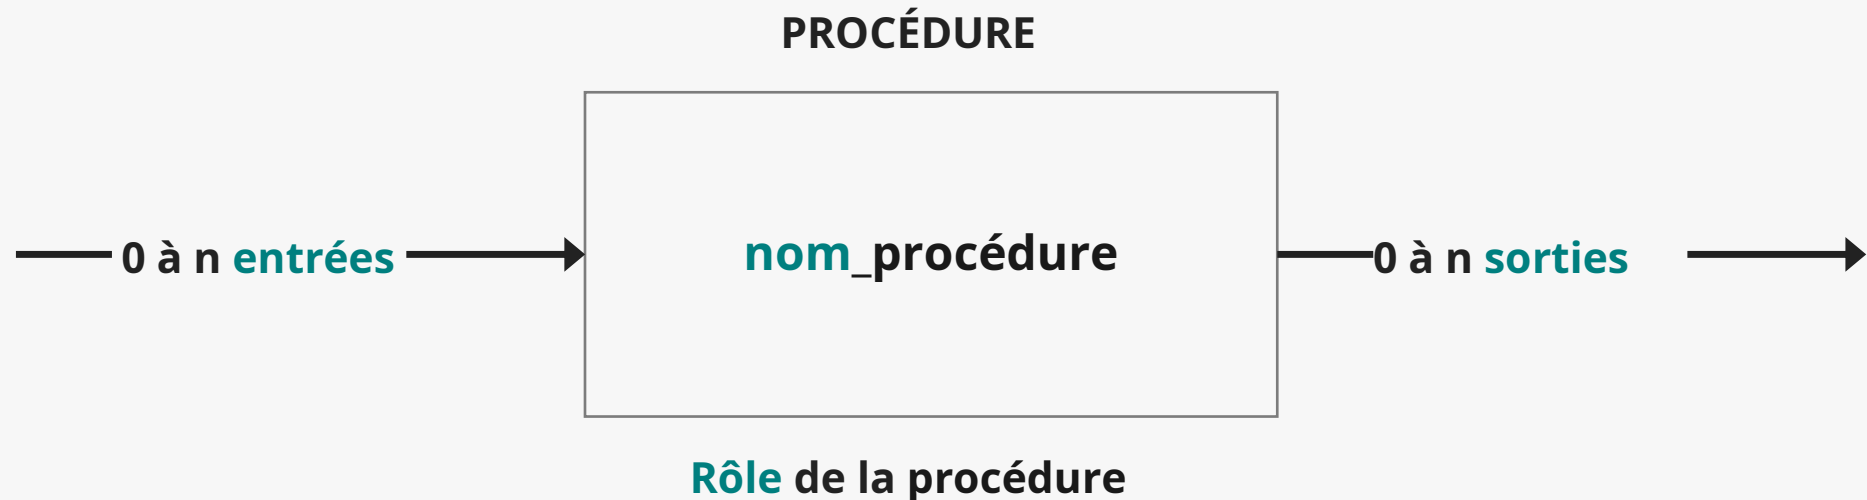 PROCÉDURE
0 à n entrées
nom_procédure
0 à n sorties
Rôle de la procédure